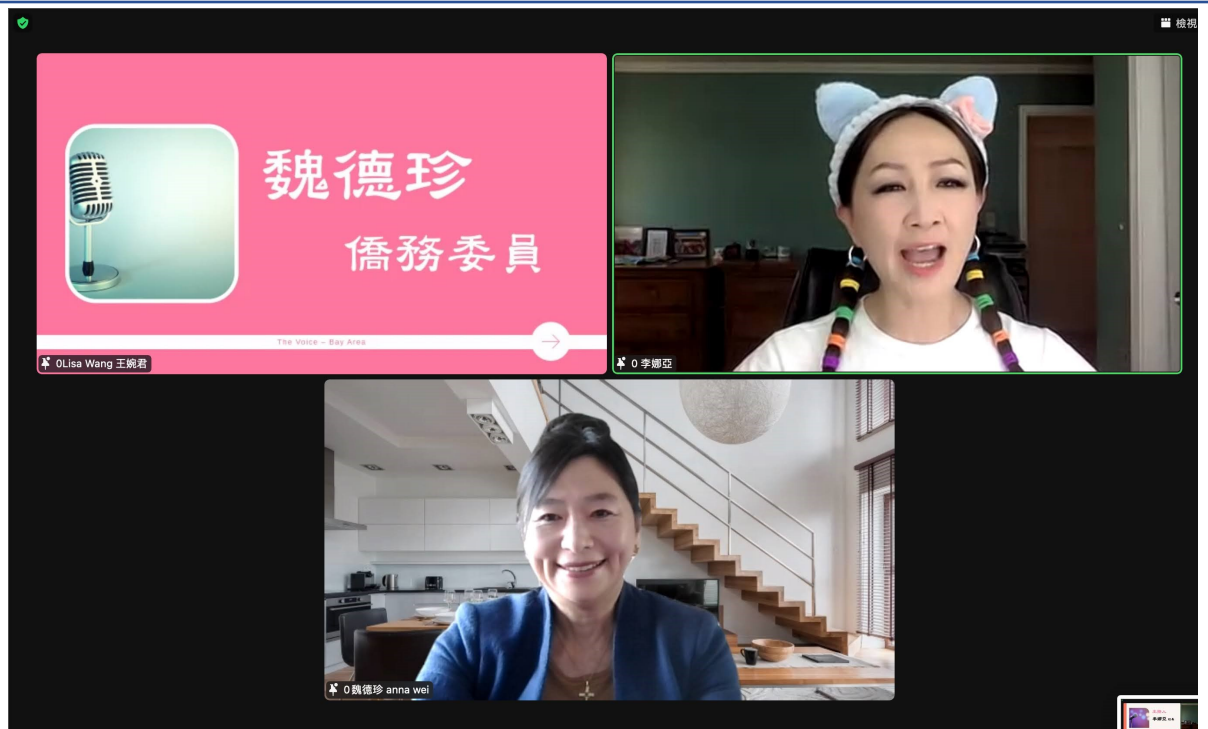 檢視
魏德珍
僑務委員
The Voice – Bay Area
0Lisa Wang 王婉君
0 李娜亞
0魏德珍 anna wei